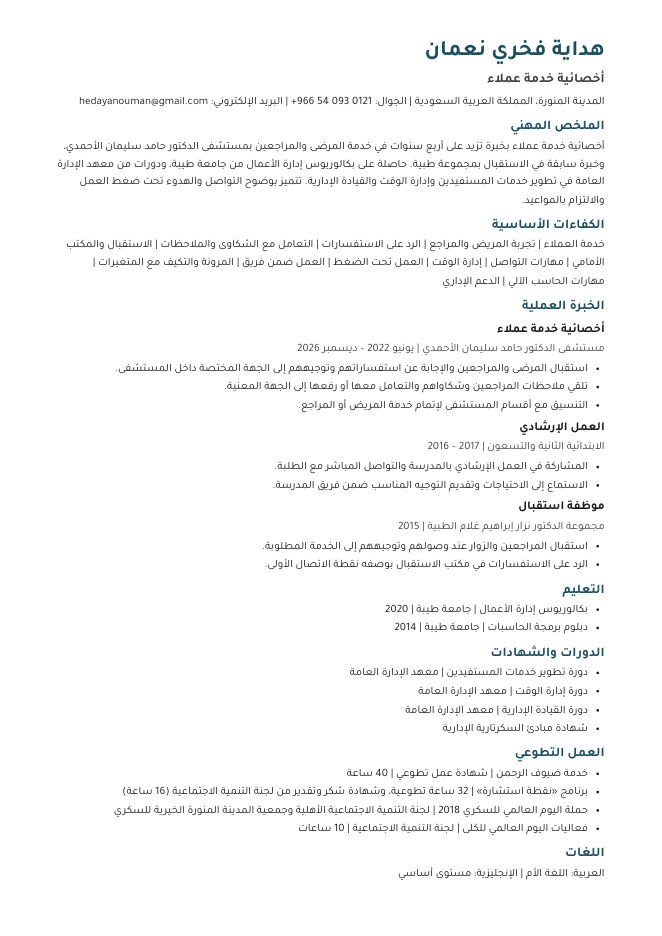 هداية فخري نعمان
أخصائية خدمة عملاء
المدينة المنورة، المملكة العربية السعودية | الجوال: 0121 093 54 966+ | البريد الإلكتروني: hedayanouman@gmail.com
الملخص المهني
أخصائية خدمة عملاء بخبرة تزيد على أربع سنوات في خدمة المرضى والمراجعين بمستشفى الدكتور حامد سليمان الأحمدي،
وخبرة سابقة في الاستقبال بمجموعة طبية. حاصلة على بكالوريوس إدارة الأعمال من جامعة طيبة، ودورات من معهد الإدارة
العامة في تطوير خدمات المستفيدين وإدارة الوقت والقيادة الإدارية. تتميز بوضوح التواصل والهدوء تحت ضغط العمل
والالتزام بالمواعيد.
الكفاءات الأساسية
خدمة العملاء | تجربة المريض والمراجع | الرد على الاستفسارات | التعامل مع الشكاوى والملاحظات | الاستقبال والمكتب
الأمامي | مهارات التواصل | إدارة الوقت | العمل تحت الضغط | العمل ضمن فريق | المرونة والتكيف مع المتغيرات |
مهارات الحاسب الآلي | الدعم الإداري
الخبرة العملية
أخصائية خدمة عملاء
مستشفى الدكتور حامد سليمان الأحمدي | يونيو 2022 – ديسمبر 2026
• استقبال المرضى والمراجعين والإجابة عن استفساراتهم وتوجيههم إلى الجهة المختصة داخل المستشفى.
• تلقي ملاحظات المراجعين وشكاواهم والتعامل معها أو رفعها إلى الجهة المعنية.
• التنسيق مع أقسام المستشفى لإتمام خدمة المريض أو المراجع.
العمل الإرشادي
الابتدائية الثانية والتسعون | 2017 – 2016
• المشاركة في العمل الإرشادي بالمدرسة والتواصل المباشر مع الطلبة.
• الاستماع إلى الاحتياجات وتقديم التوجيه المناسب ضمن فريق المدرسة.
موظفة استقبال
مجموعة الدكتور نزار إبراهيم غلام الطبية | 2015
• استقبال المراجعين والزوار عند وصولهم وتوجيههم إلى الخدمة المطلوبة.
• الرد على الاستفسارات في مكتب الاستقبال بوصفه نقطة الاتصال الأولى.
التعليم
• بكالوريوس إدارة الأعمال | جامعة طيبة | 2020
• دبلوم برمجة الحاسبات | جامعة طيبة | 2014
الدورات والشهادات
• دورة تطوير خدمات المستفيدين | معهد الإدارة العامة
• دورة إدارة الوقت | معهد الإدارة العامة
• دورة القيادة الإدارية | معهد الإدارة العامة
• شهادة مبادئ السكرتارية الإدارية
العمل التطوعي
• خدمة ضيوف الرحمن | شهادة عمل تطوعي | 40 ساعة
• برنامج «نقطة استشارة» | 32 ساعة تطوعية، وشهادة شكر وتقدير من لجنة التنمية الاجتماعية (16 ساعة)
• حملة اليوم العالمي للسكري 2018 | لجنة التنمية الاجتماعية الأهلية وجمعية المدينة المنورة الخيرية للسكري
• فعاليات اليوم العالمي للكلى | لجنة التنمية الاجتماعية | 10 ساعات
اللغات
العربية: اللغة الأم | الإنجليزية: مستوى أساسي